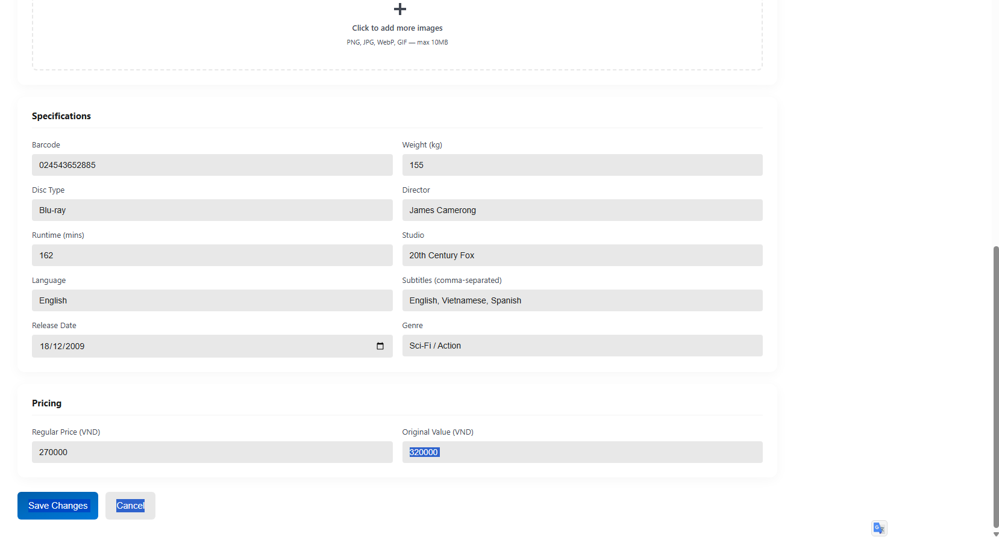 Click to add more images
PNG, JPG, WebP, GIF — max 10MB
Specifications
Barcode
Weight (kg)
024543652885
155
Disc Type
Director
Blu-ray
James Camerong
Runtime (mins)
Studio
162
20th Century Fox
Language
Subtitles (comma-separated)
English
English, Vietnamese, Spanish
Release Date
Genre
18/12/2009
Sci-Fi / Action
Pricing
Regular Price (VND)
Original Value (VND)
270000
320000
Save Changes
Cancel